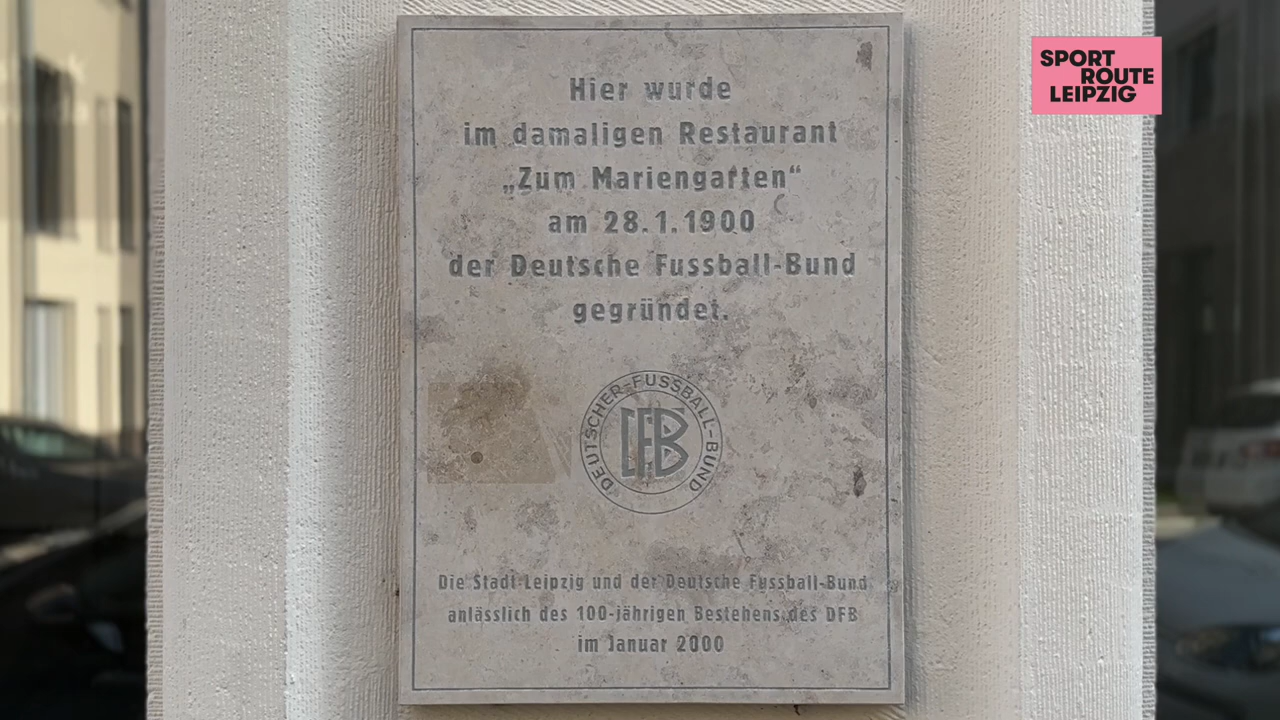 Hier wurde
im damaligen Restaurant
„Zum Mariengarten“
am 28.1.1900
der Deutsche Fussball-Bund
gegründet.
DEUTSCHER-FUSSBALL-BUND
DFB
Die Stadt Leipzig und der Deutsche Fussball-Bund
anlässlich des 100-jährigen Bestehens des DFB
im Januar 2000
SPORT
ROUTE
LEIPZIG